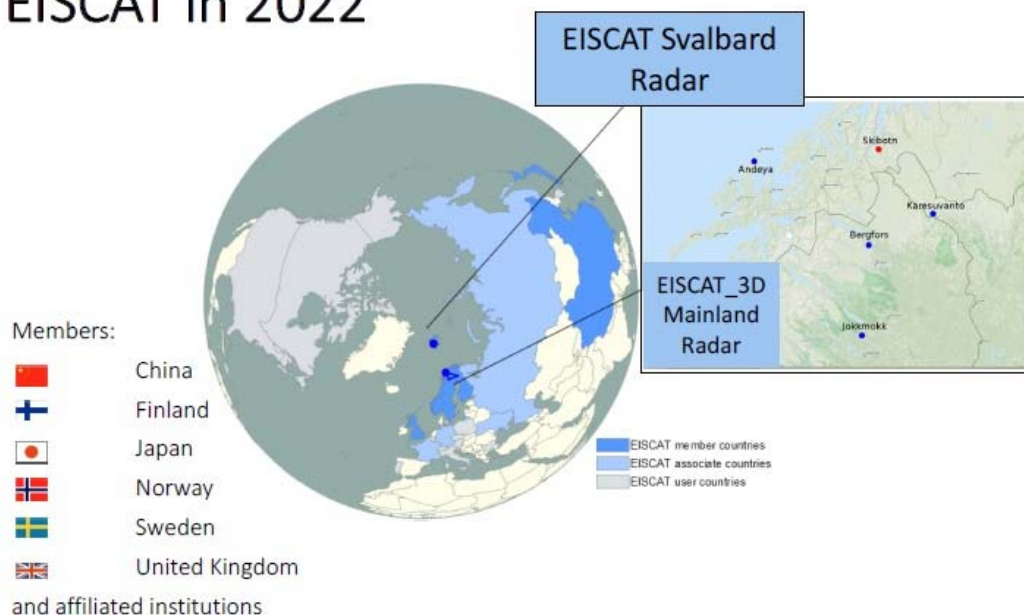 EISCAT in 2022
EISCAT Svalbard
Radar
Skibotn
Andøya
Karesuvanto
Bergfors
EISCAT_3D
Mainland
Radar
Jokkmokk
Members:
China
Finland
Japan
Norway
Sweden
United Kingdom
and affiliated institutions
EISCAT member countries
EISCAT associate countries
EISCAT user countries